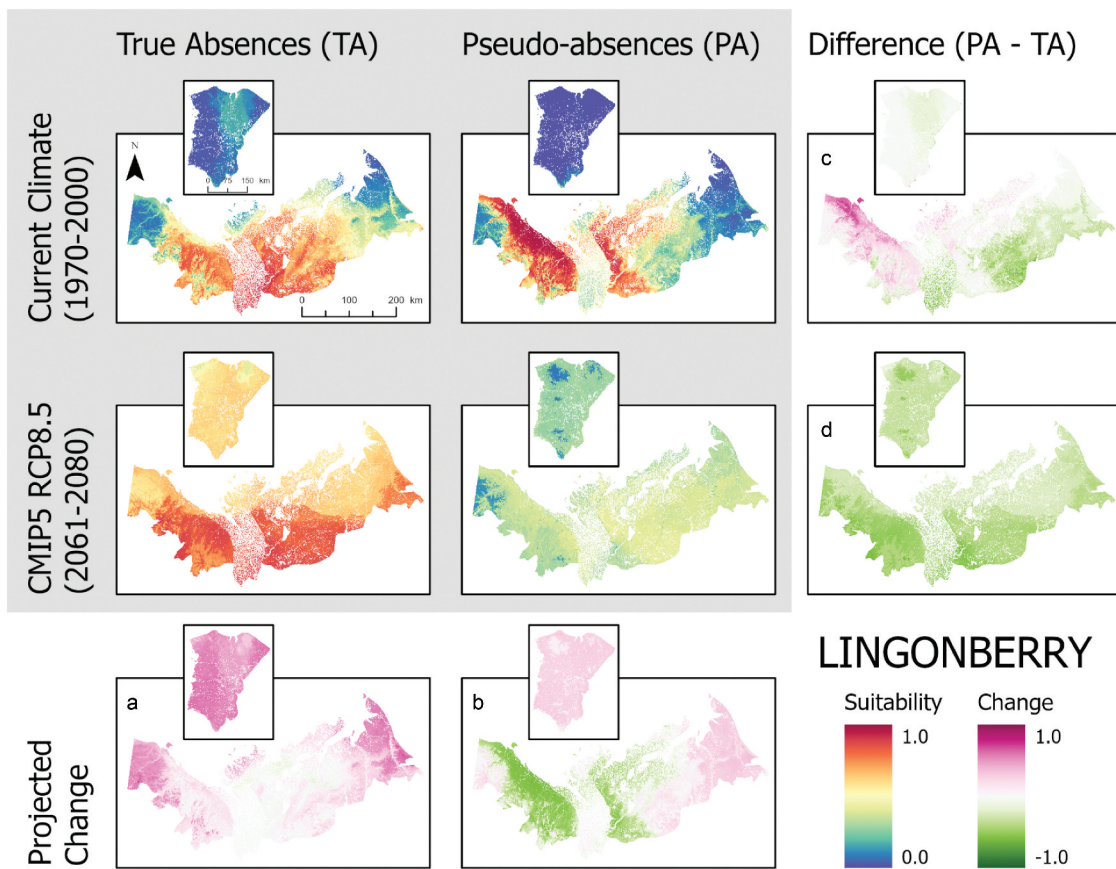 True Absences (TA)
Pseudo-absences (PA)
Difference (PA - TA)
Current Climate
(1970-2000)
N
0 75 150 km
0 100 200 km
c
CMIP5 RCP8.5
(2061-2080)
d
Projected
Change
a
b
LINGONBERRY
Suitability
1.0
0.0
Change
1.0
-1.0